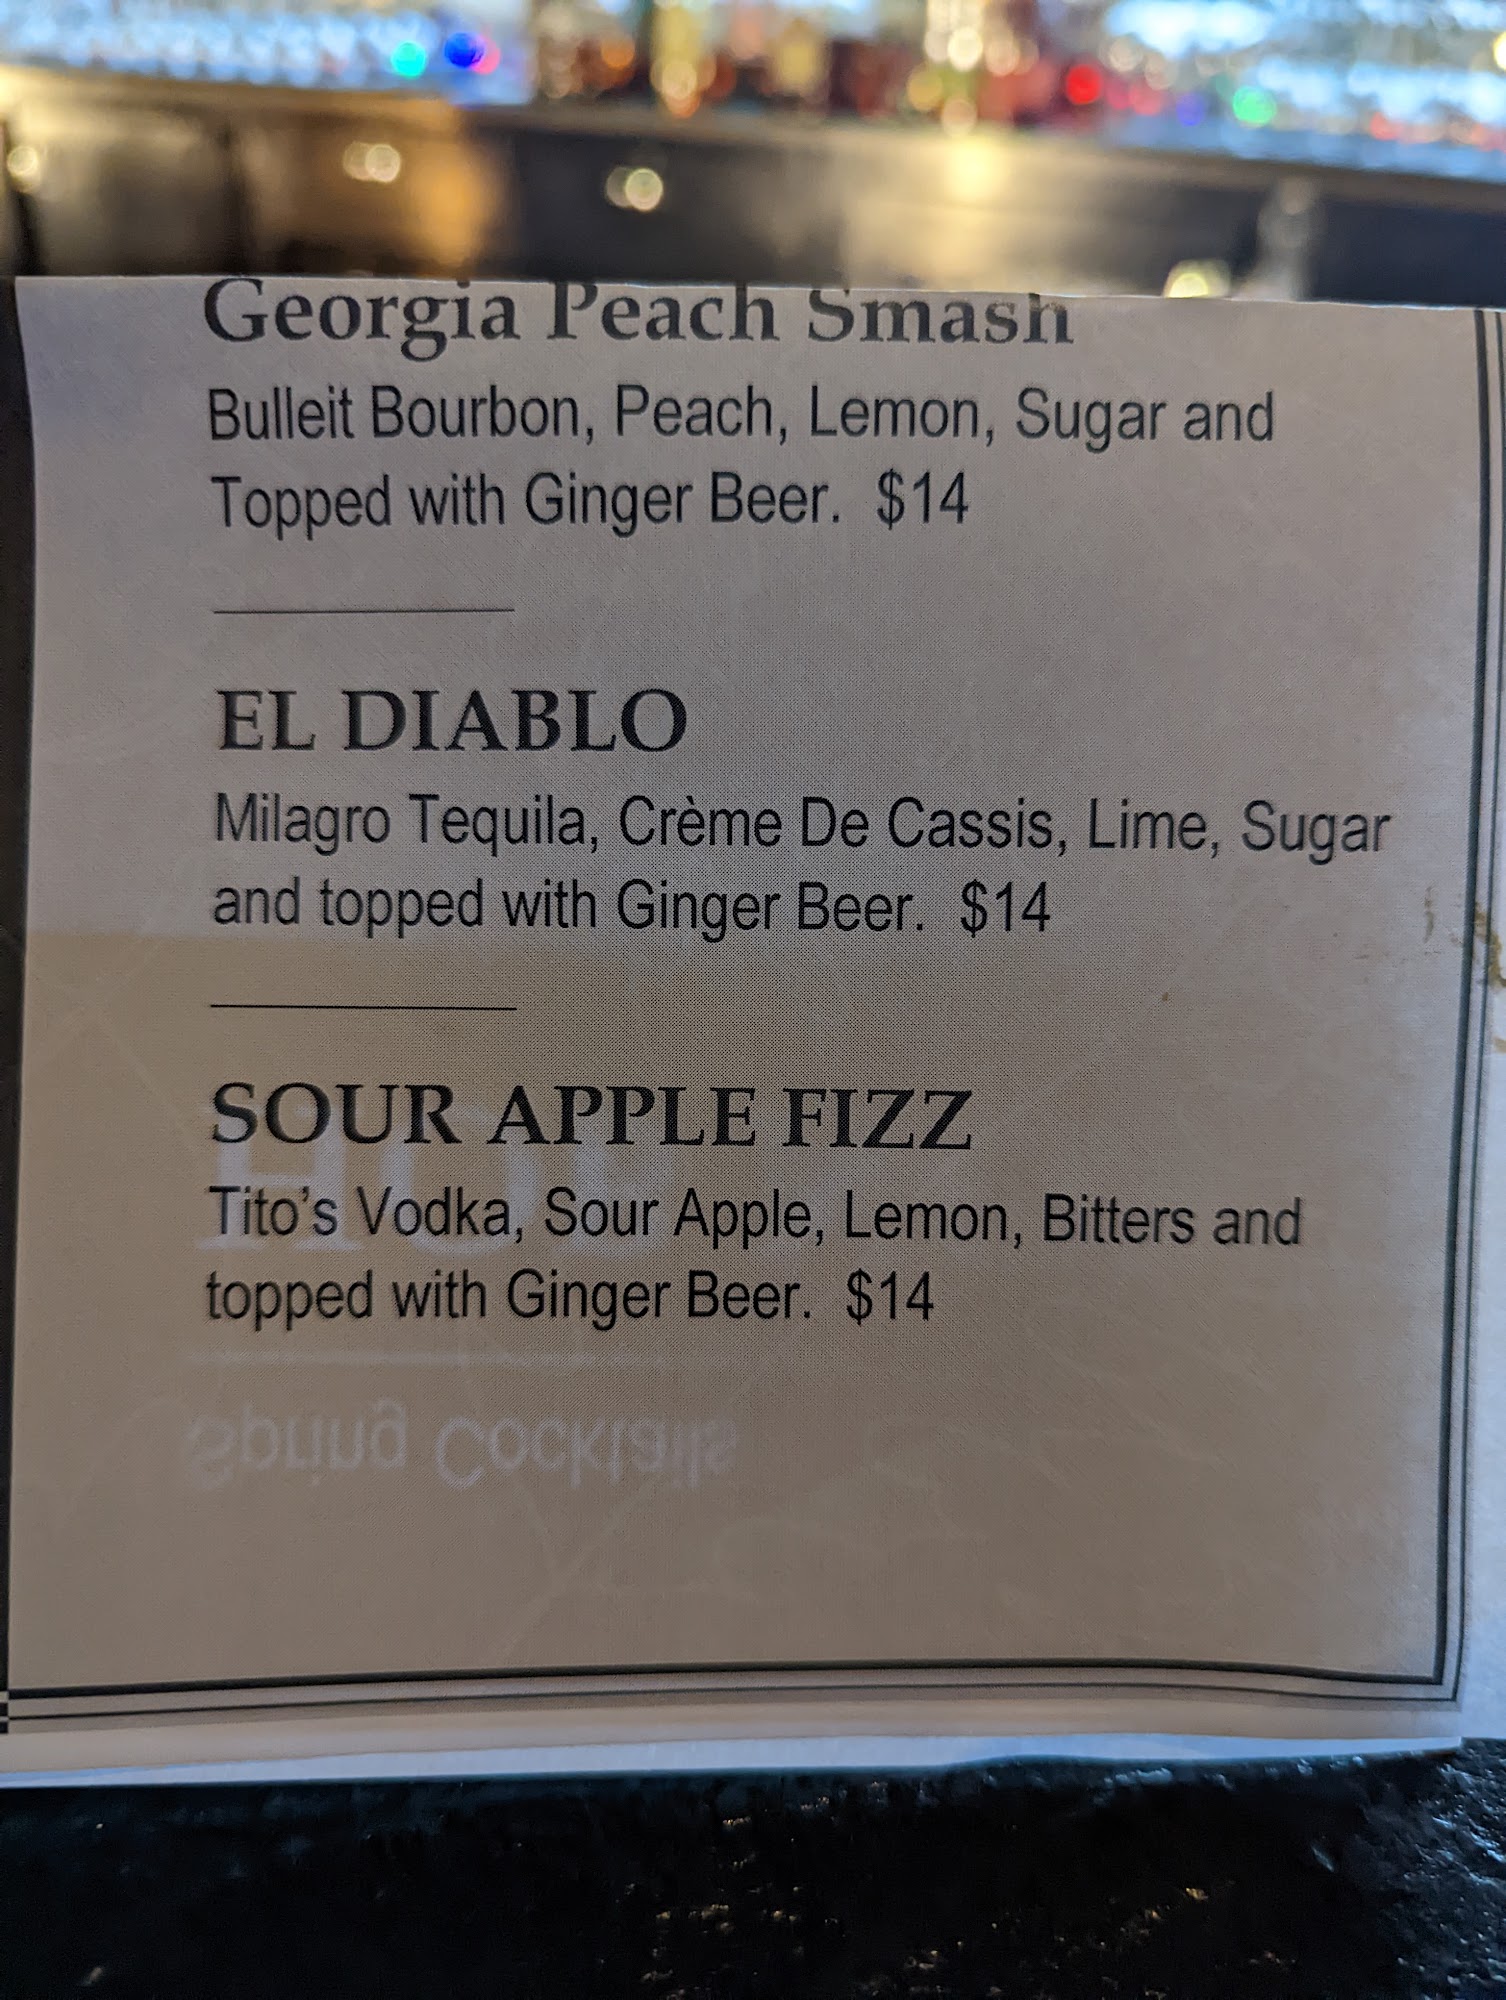 Georgia Peach Smash
Bulleit Bourbon, Peach, Lemon, Sugar and
Topped with Ginger Beer. $14
EL DIABLO
Milagro Tequila, Crème De Cassis, Lime, Sugar
and topped with Ginger Beer. $14
SOUR APPLE FIZZ
Tito's Vodka, Sour Apple, Lemon, Bitters and
topped with Ginger Beer. $14
Spring Cocktails